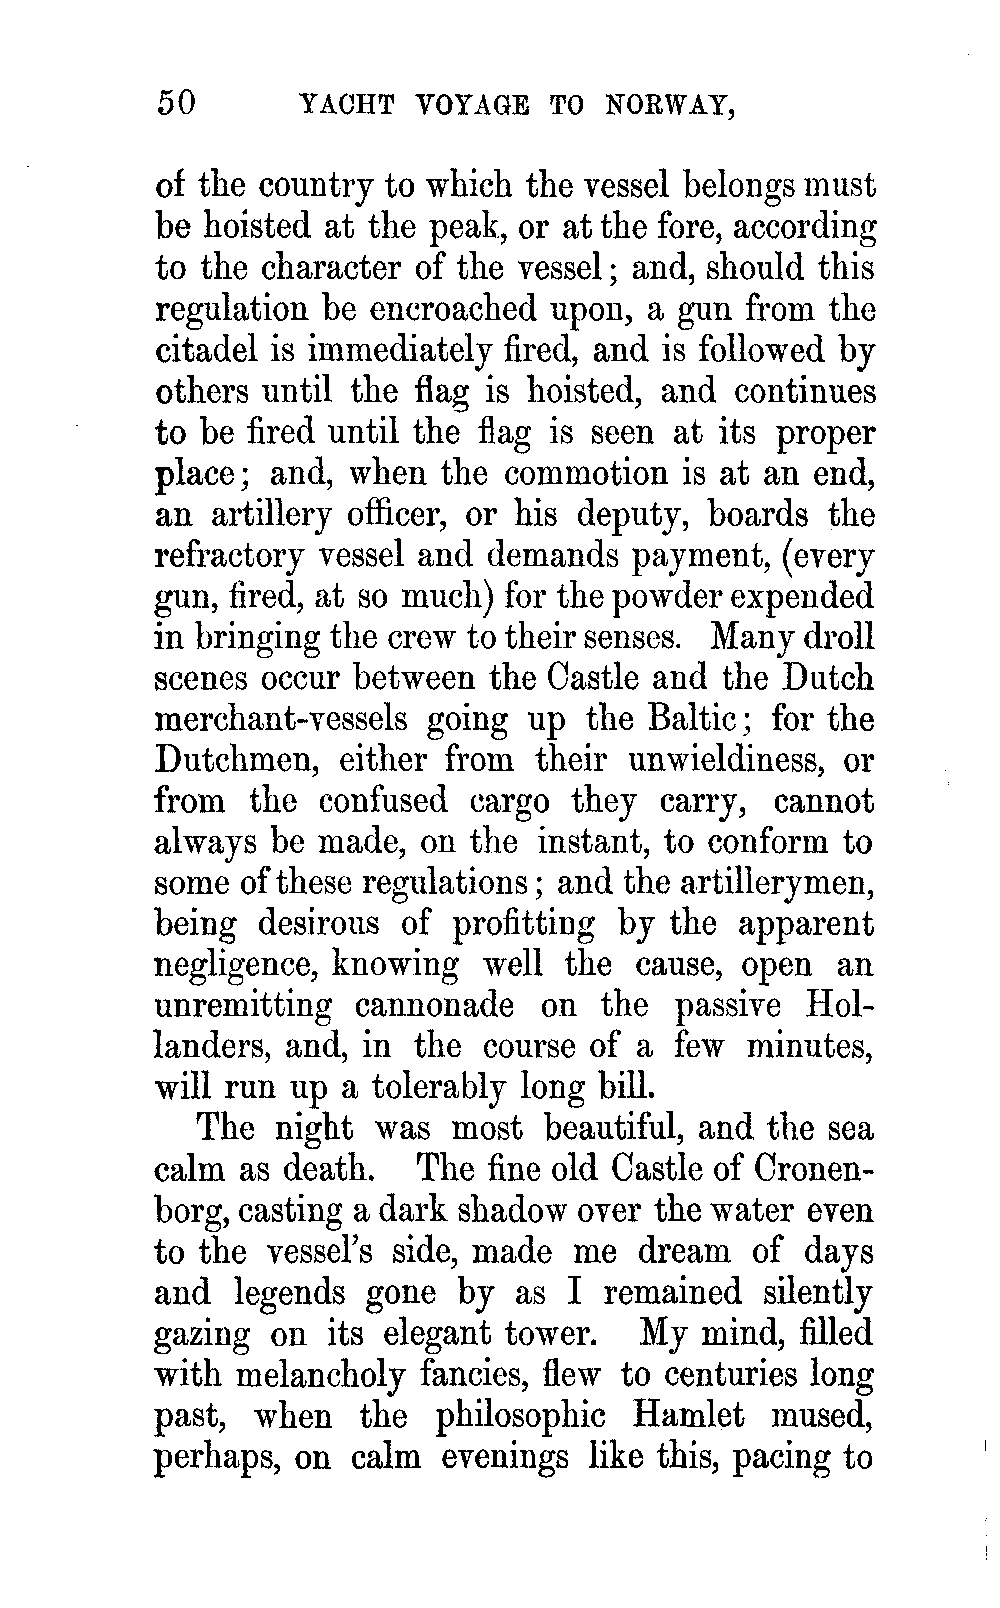 50 YACHT VOYAGE TO NORWAY,
of the country to which the vessel belongs must
be hoisted at the peak, or at the fore, according
to the character of the vessel; and, should this
regulation be encroached upon, a gun from the
citadel is immediately fired, and is followed by
others until the flag is hoisted, and continues
to be fired until the flag is seen at its proper
place; and, when the commotion is at an end,
an artillery officer, or his deputy, boards the
refractory vessel and demands payment, (every
gun, fired, at so much) for the powder expended
in bringing the crew to their senses. Many droll
scenes occur between the Castle and the Dutch
merchant-vessels going up the Baltic; for the
Dutchmen, either from their unwieldiness, or
from the confused cargo they carry, cannot
always be made, on the instant, to conform to
some of these regulations; and the artillerymen,
being desirous of profitting by the apparent
negligence, knowing well the cause, open an
unremitting cannonade on the passive Hol-
landers, and, in the course of a few minutes,
will run up a tolerably long bill.
The night was most beautiful, and the sea
calm as death. The fine old Castle of Cronen-
borg, casting a dark shadow over the water even
to the vessel's side, made me dream of days
and legends gone by as I remained silently
gazing on its elegant tower. My mind, filled
with melancholy fancies, flew to centuries long
past, when the philosophic Hamlet mused,
perhaps, on calm evenings like this, pacing to